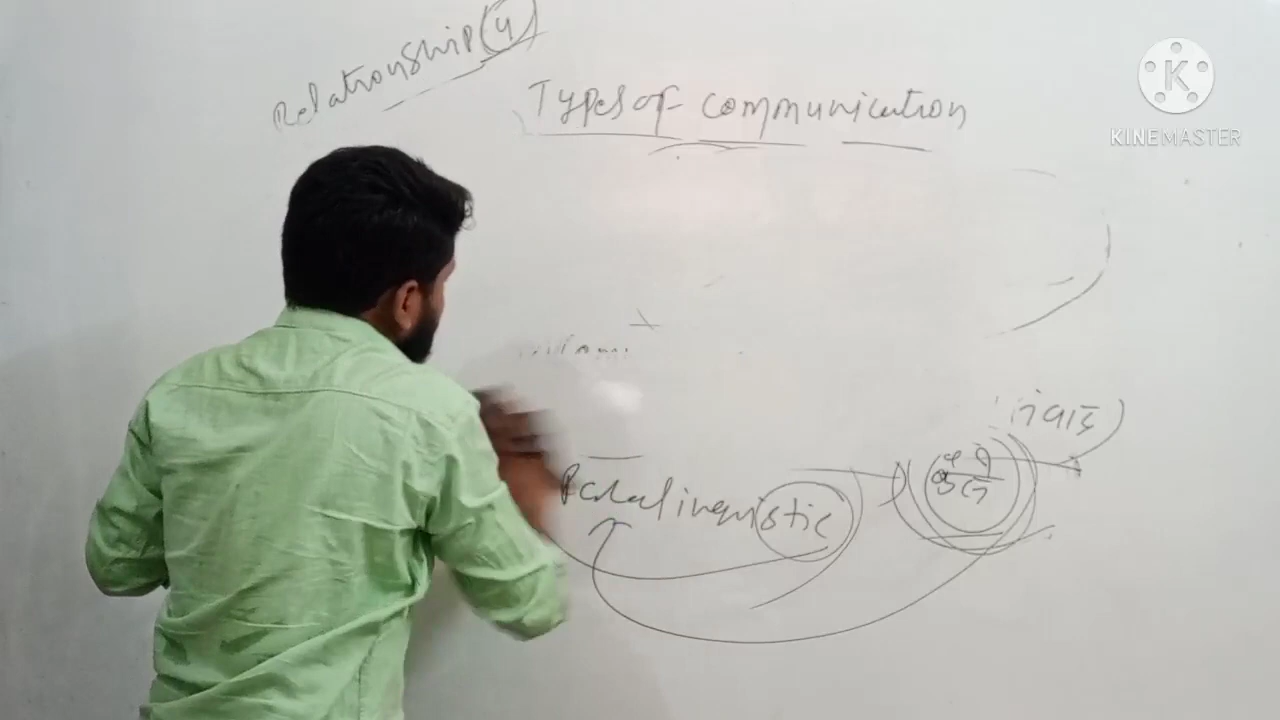 Relationship (4)
Types of communication
KINEMASTER
Paralinguistic